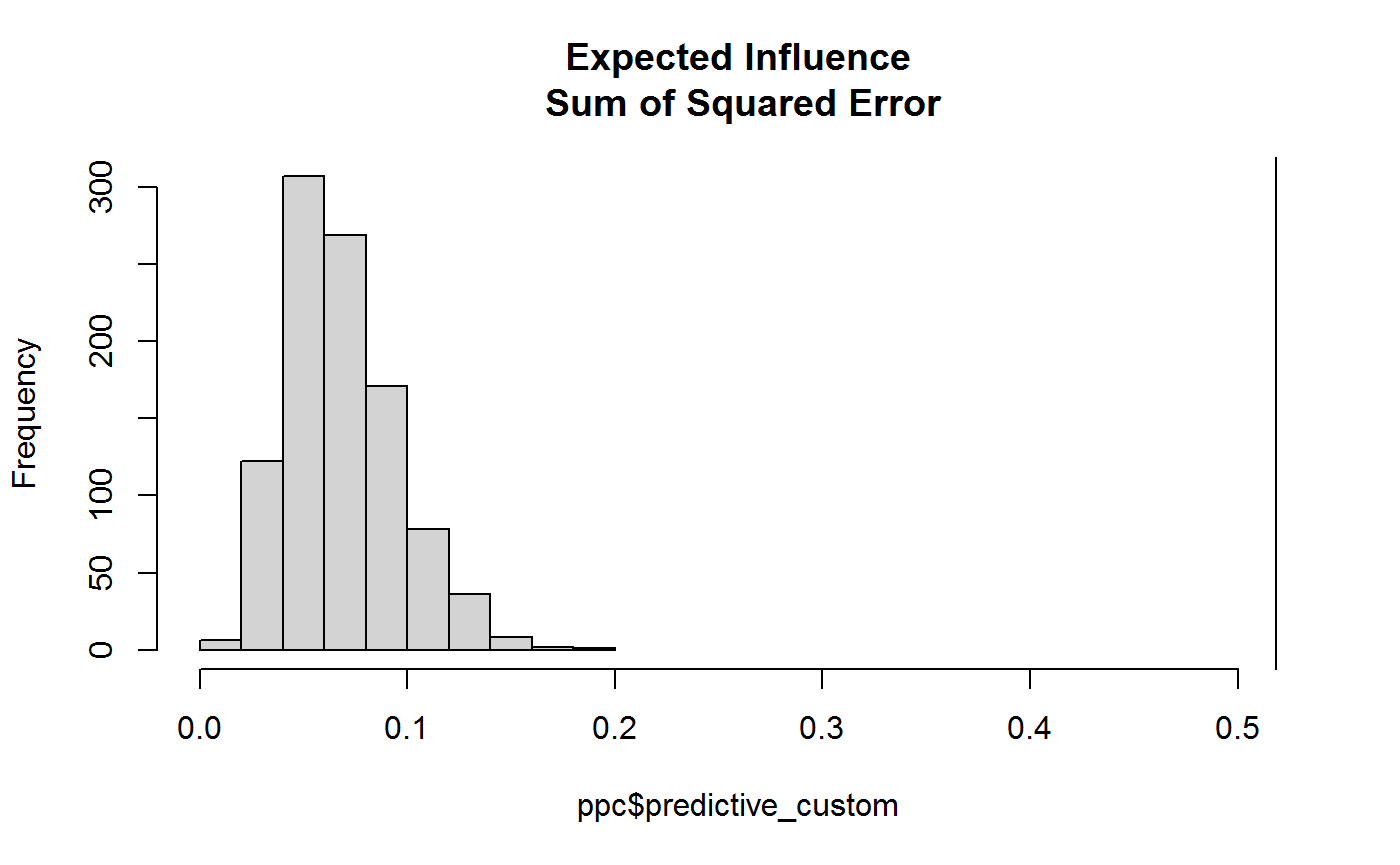 Expected Influence
Sum of Squared Error
Frequency
300
200
100
50
0
0.0 0.1 0.2 0.3 0.4 0.5
ppc$predictive_custom